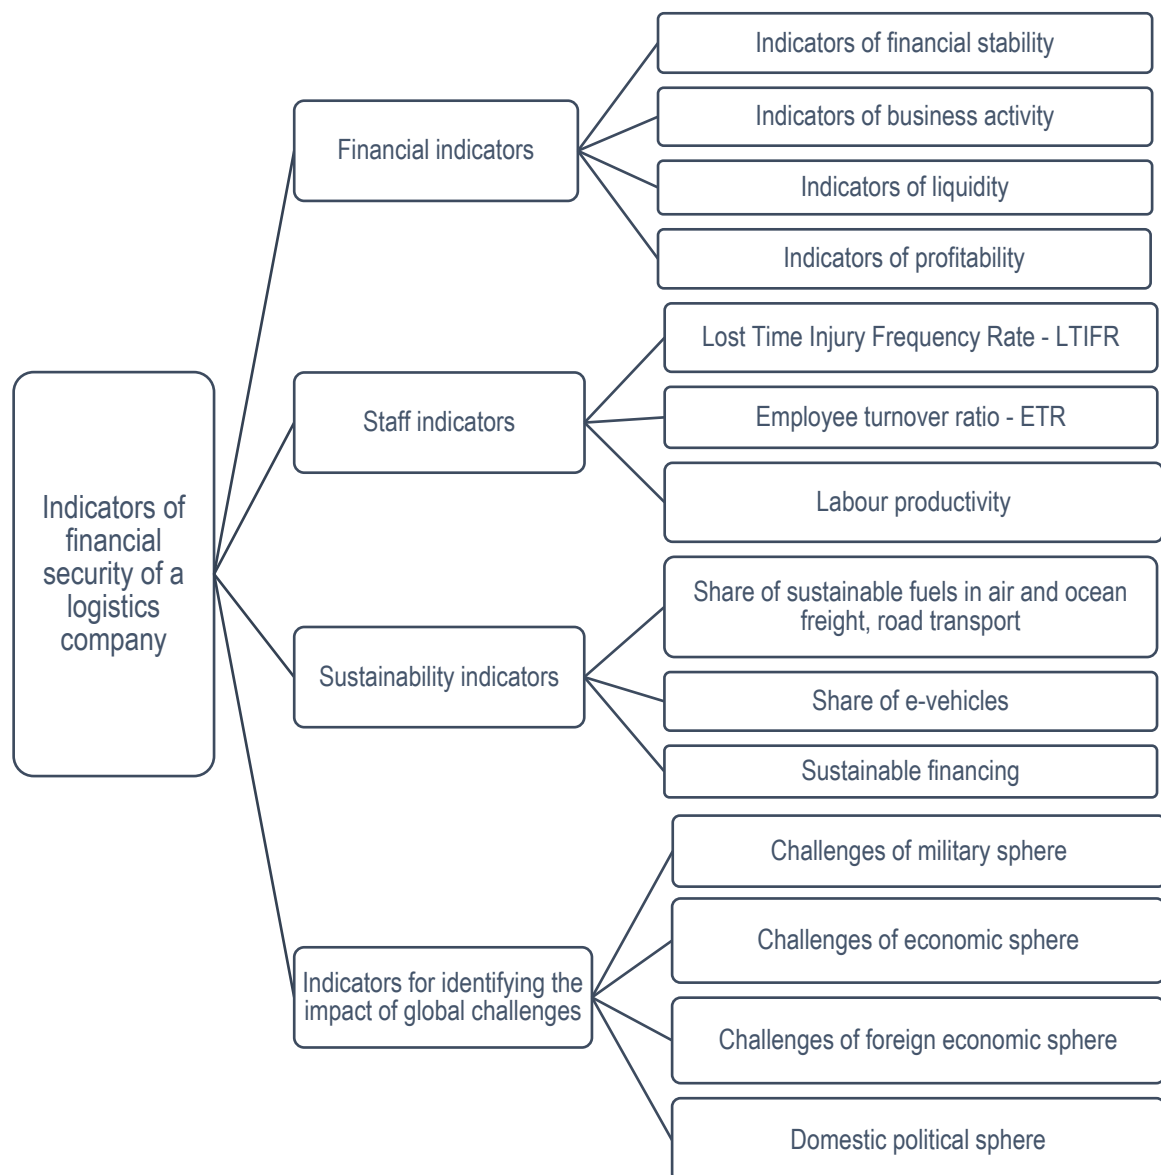 Indicators of
financial
security of a
logistics
company
Financial indicators
Indicators of financial stability
Indicators of business activity
Indicators of liquidity
Indicators of profitability
Staff indicators
Lost Time Injury Frequency Rate - LTIFR
Employee turnover ratio - ETR
Labour productivity
Sustainability indicators
Share of sustainable fuels in air and ocean
freight, road transport
Share of e-vehicles
Sustainable financing
Indicators for identifying the
impact of global challenges
Challenges of military sphere
Challenges of economic sphere
Challenges of foreign economic sphere
Domestic political sphere